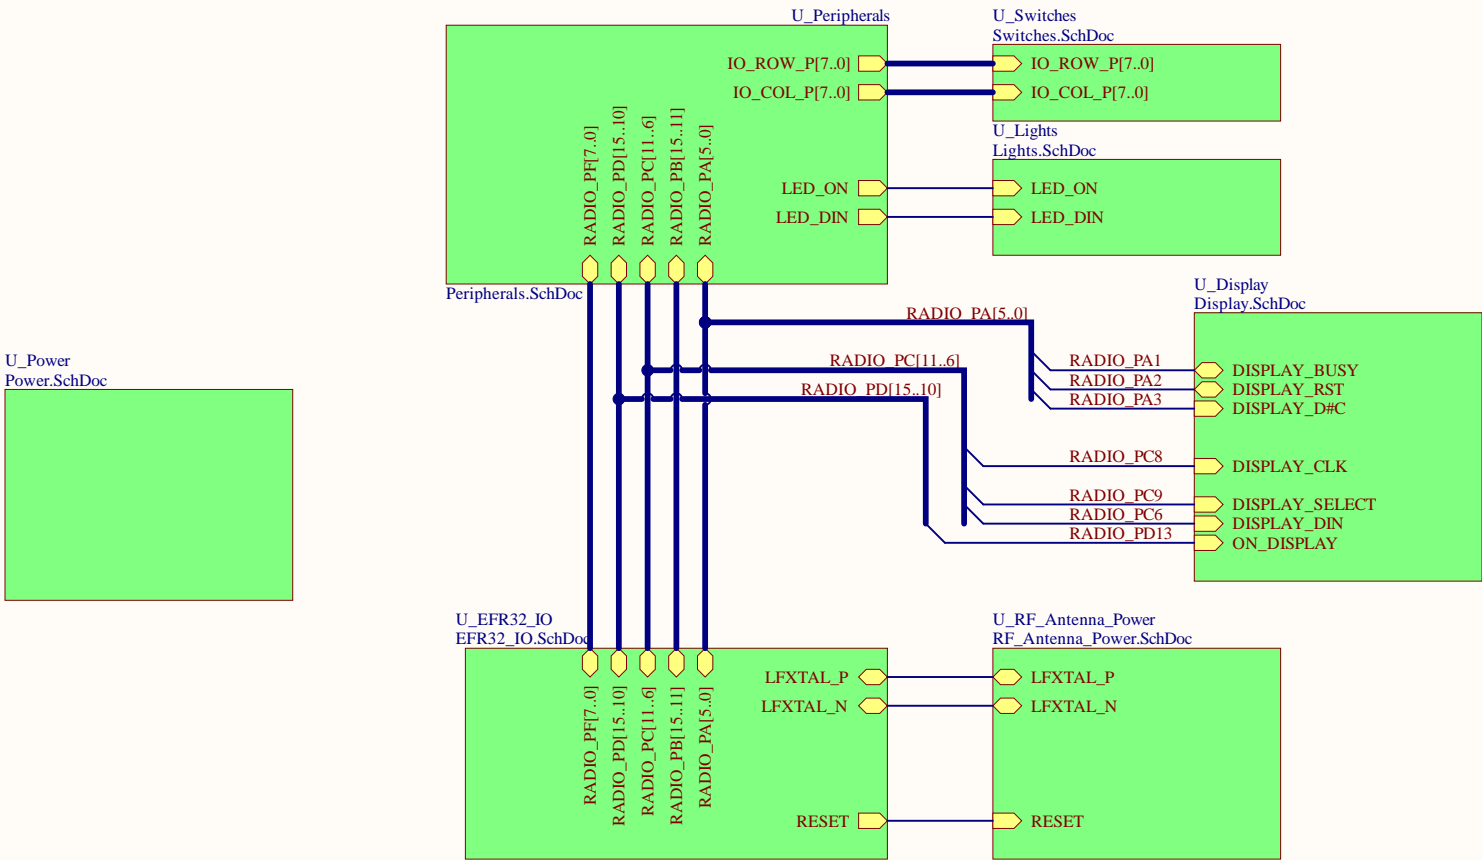 U_Peripherals
IO_ROW_P[7..0]
IO_COL_P[7..0]
LED_ON
LED_DIN
RADIO_PF[7..0]
RADIO_PD[15..10]
RADIO_PC[11..6]
RADIO_PB[15..11]
RADIO_PA[5..0]
Peripherals.SchDoc
U_Switches
Switches.SchDoc
IO_ROW_P[7..0]
IO_COL_P[7..0]
U_Lights
Lights.SchDoc
LED_ON
LED_DIN
U_Display
Display.SchDoc
RADIO_PA[5..0]
RADIO_PC[11..6]
RADIO_PD[15..10]
RADIO_PA1
RADIO_PA2
RADIO_PA3
RADIO_PC8
RADIO_PC9
RADIO_PC6
RADIO_PD13
DISPLAY_BUSY
DISPLAY_RST
DISPLAY_D#C
DISPLAY_CLK
DISPLAY_SELECT
DISPLAY_DIN
ON_DISPLAY
U_Power
Power.SchDoc
U_EFR32_IO
EFR32_IO.SchDoc
RADIO_PF[7..0]
RADIO_PD[15..10]
RADIO_PC[11..6]
RADIO_PB[15..11]
RADIO_PA[5..0]
LFXTAL_P
LFXTAL_N
RESET
U_RF_Antenna_Power
RF_Antenna_Power.SchDoc
LFXTAL_P
LFXTAL_N
RESET